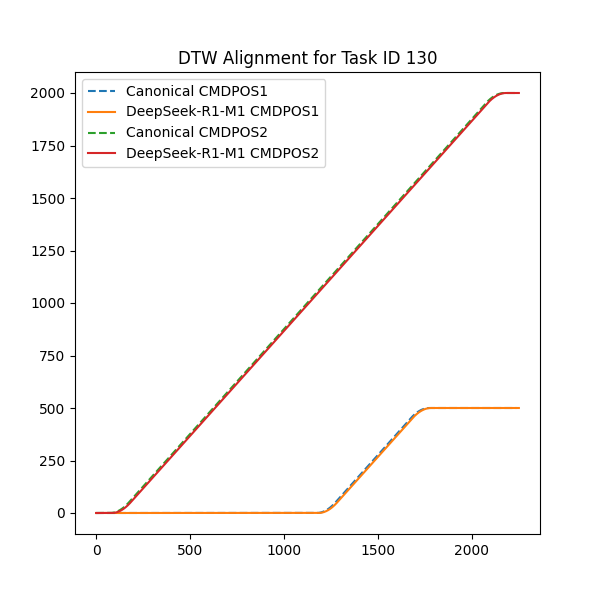 DTW Alignment for Task ID 130
Canonical CMDPOS1
DeepSeek-R1-M1 CMDPOS1
Canonical CMDPOS2
DeepSeek-R1-M1 CMDPOS2
2000
1750
1500
1250
1000
750
500
250
0
0
500
1000
1500
2000